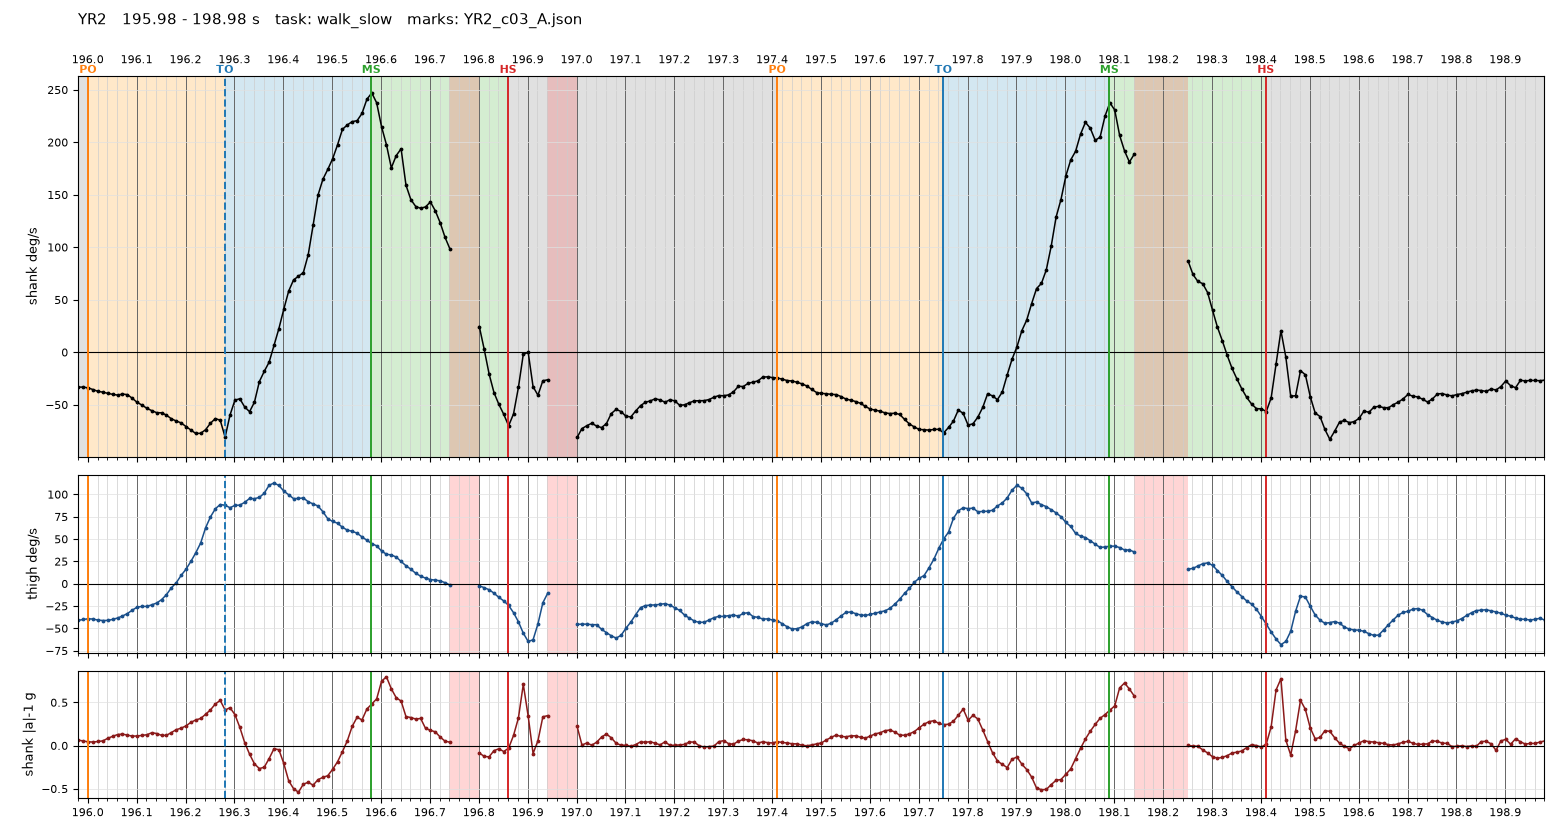 YR2   195.98 - 198.98 s   task: walk_slow   marks: YR2_c03_A.json
196.0 196.1 196.2 196.3 196.4 196.5 196.6 196.7 196.8 196.9 197.0 197.1 197.2 197.3 197.4 197.5 197.6 197.7 197.8 197.9 198.0 198.1 198.2 198.3 198.4 198.5 198.6 198.7 198.8 198.9
PO TO MS HS PO TO MS HS
250
200
150
100
50
0
−50
shank deg/s
100
75
50
25
0
−25
−50
−75
thigh deg/s
0.5
0.0
−0.5
shank |a|-1 g
196.0 196.1 196.2 196.3 196.4 196.5 196.6 196.7 196.8 196.9 197.0 197.1 197.2 197.3 197.4 197.5 197.6 197.7 197.8 197.9 198.0 198.1 198.2 198.3 198.4 198.5 198.6 198.7 198.8 198.9